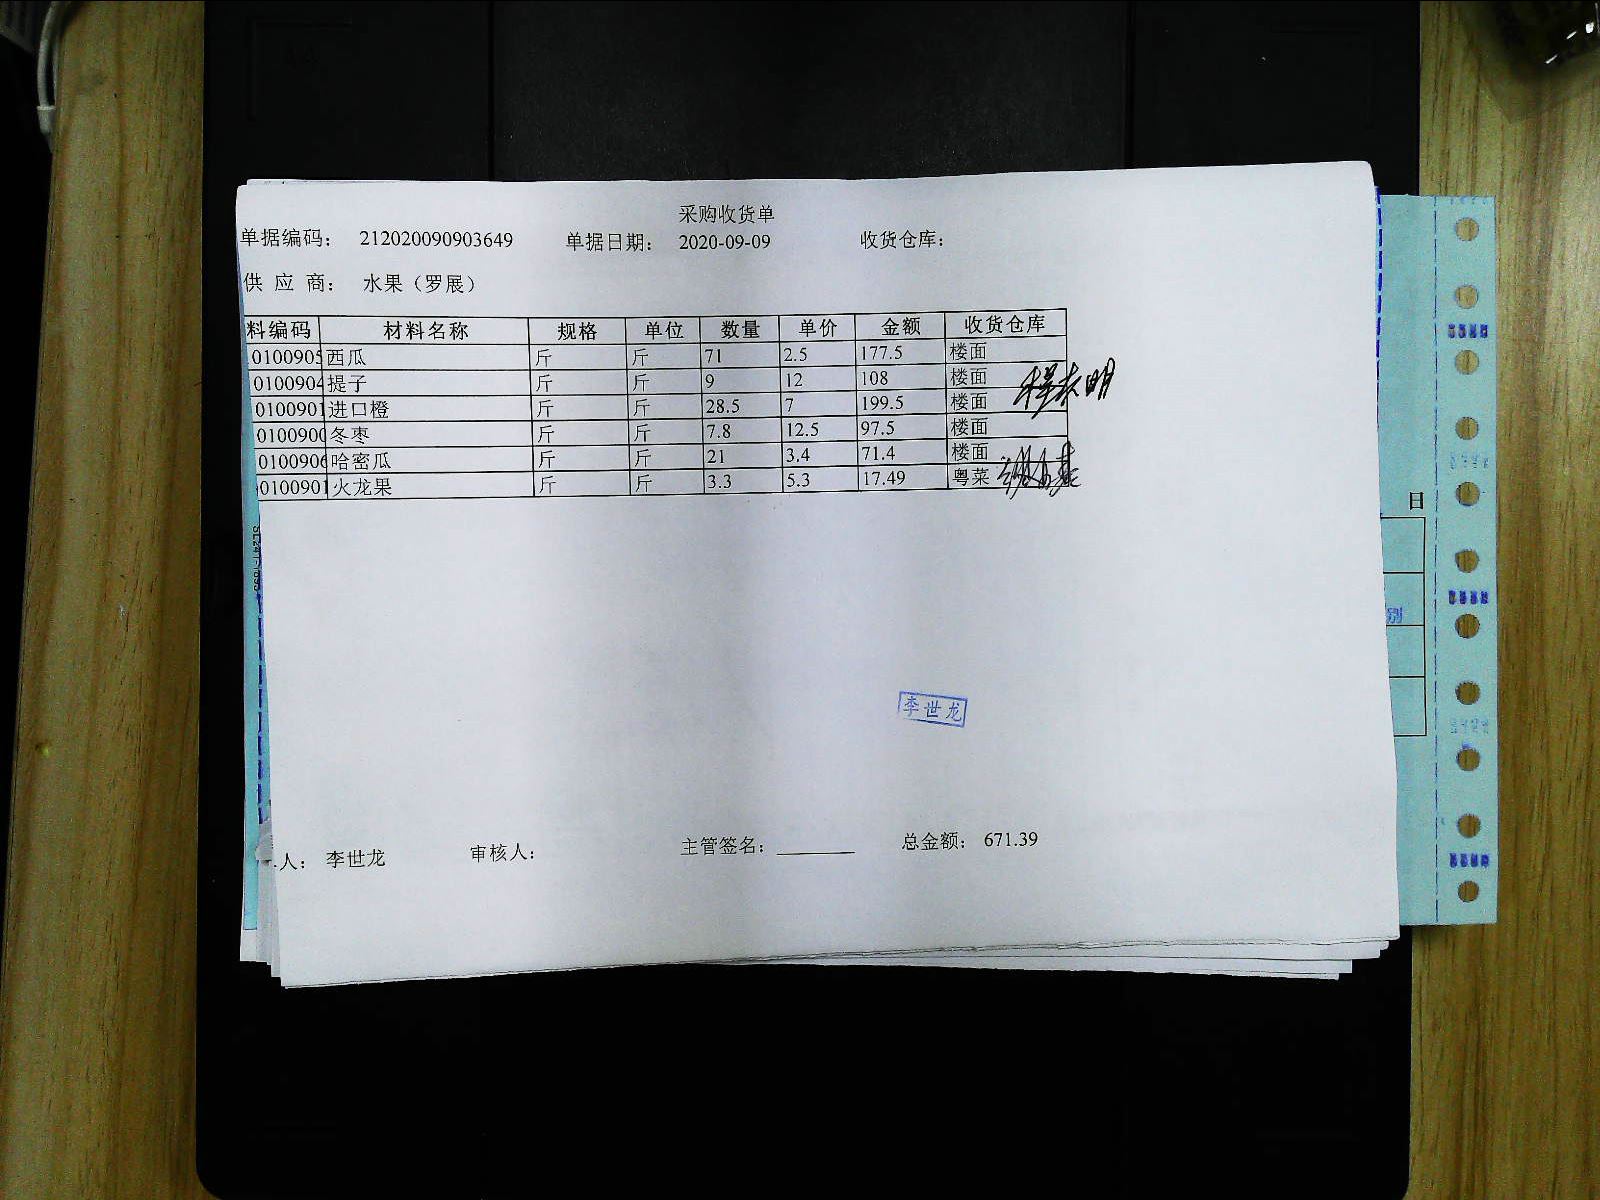 采购收货单
单据编码： 212020090903649 单据日期： 2020-09-09 收货仓库：
供 应 商： 水果（罗展）
料编码 材料名称 规格 单位 数量 单价 金额 收货仓库
0100905 西瓜 斤 斤 71 2.5 177.5 楼面
0100904 提子 斤 斤 9 12 108 楼面
0100901 进口橙 斤 斤 28.5 7 199.5 楼面
0100900 冬枣 斤 斤 7.8 12.5 97.5 楼面
0100906 哈密瓜 斤 斤 21 3.4 71.4 楼面
0100901 火龙果 斤 斤 3.3 5.3 17.49 粤菜
日
别
李世龙
人： 李世龙 审核人： 主管签名： 总金额： 671.39